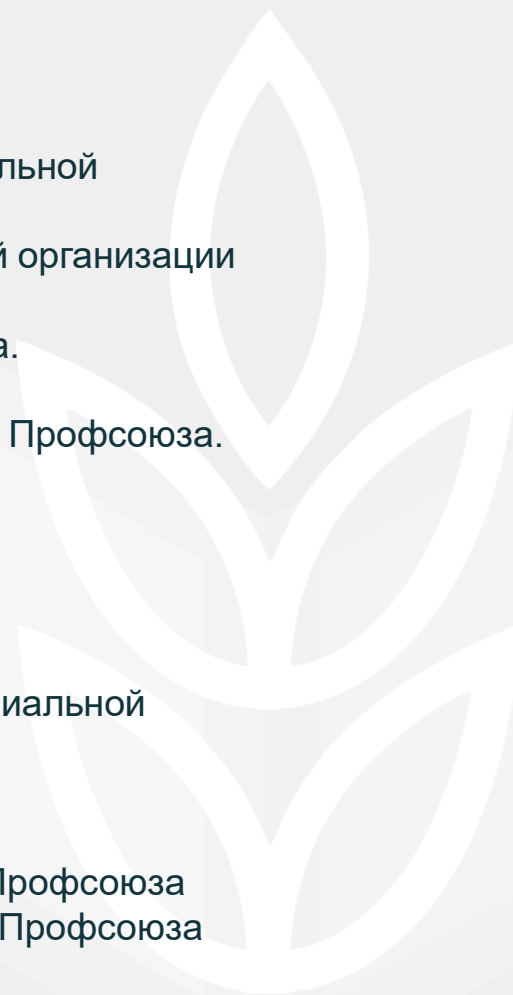 льной
й организации
а.
Профсоюза.
иальной
Профсоюза
Профсоюза